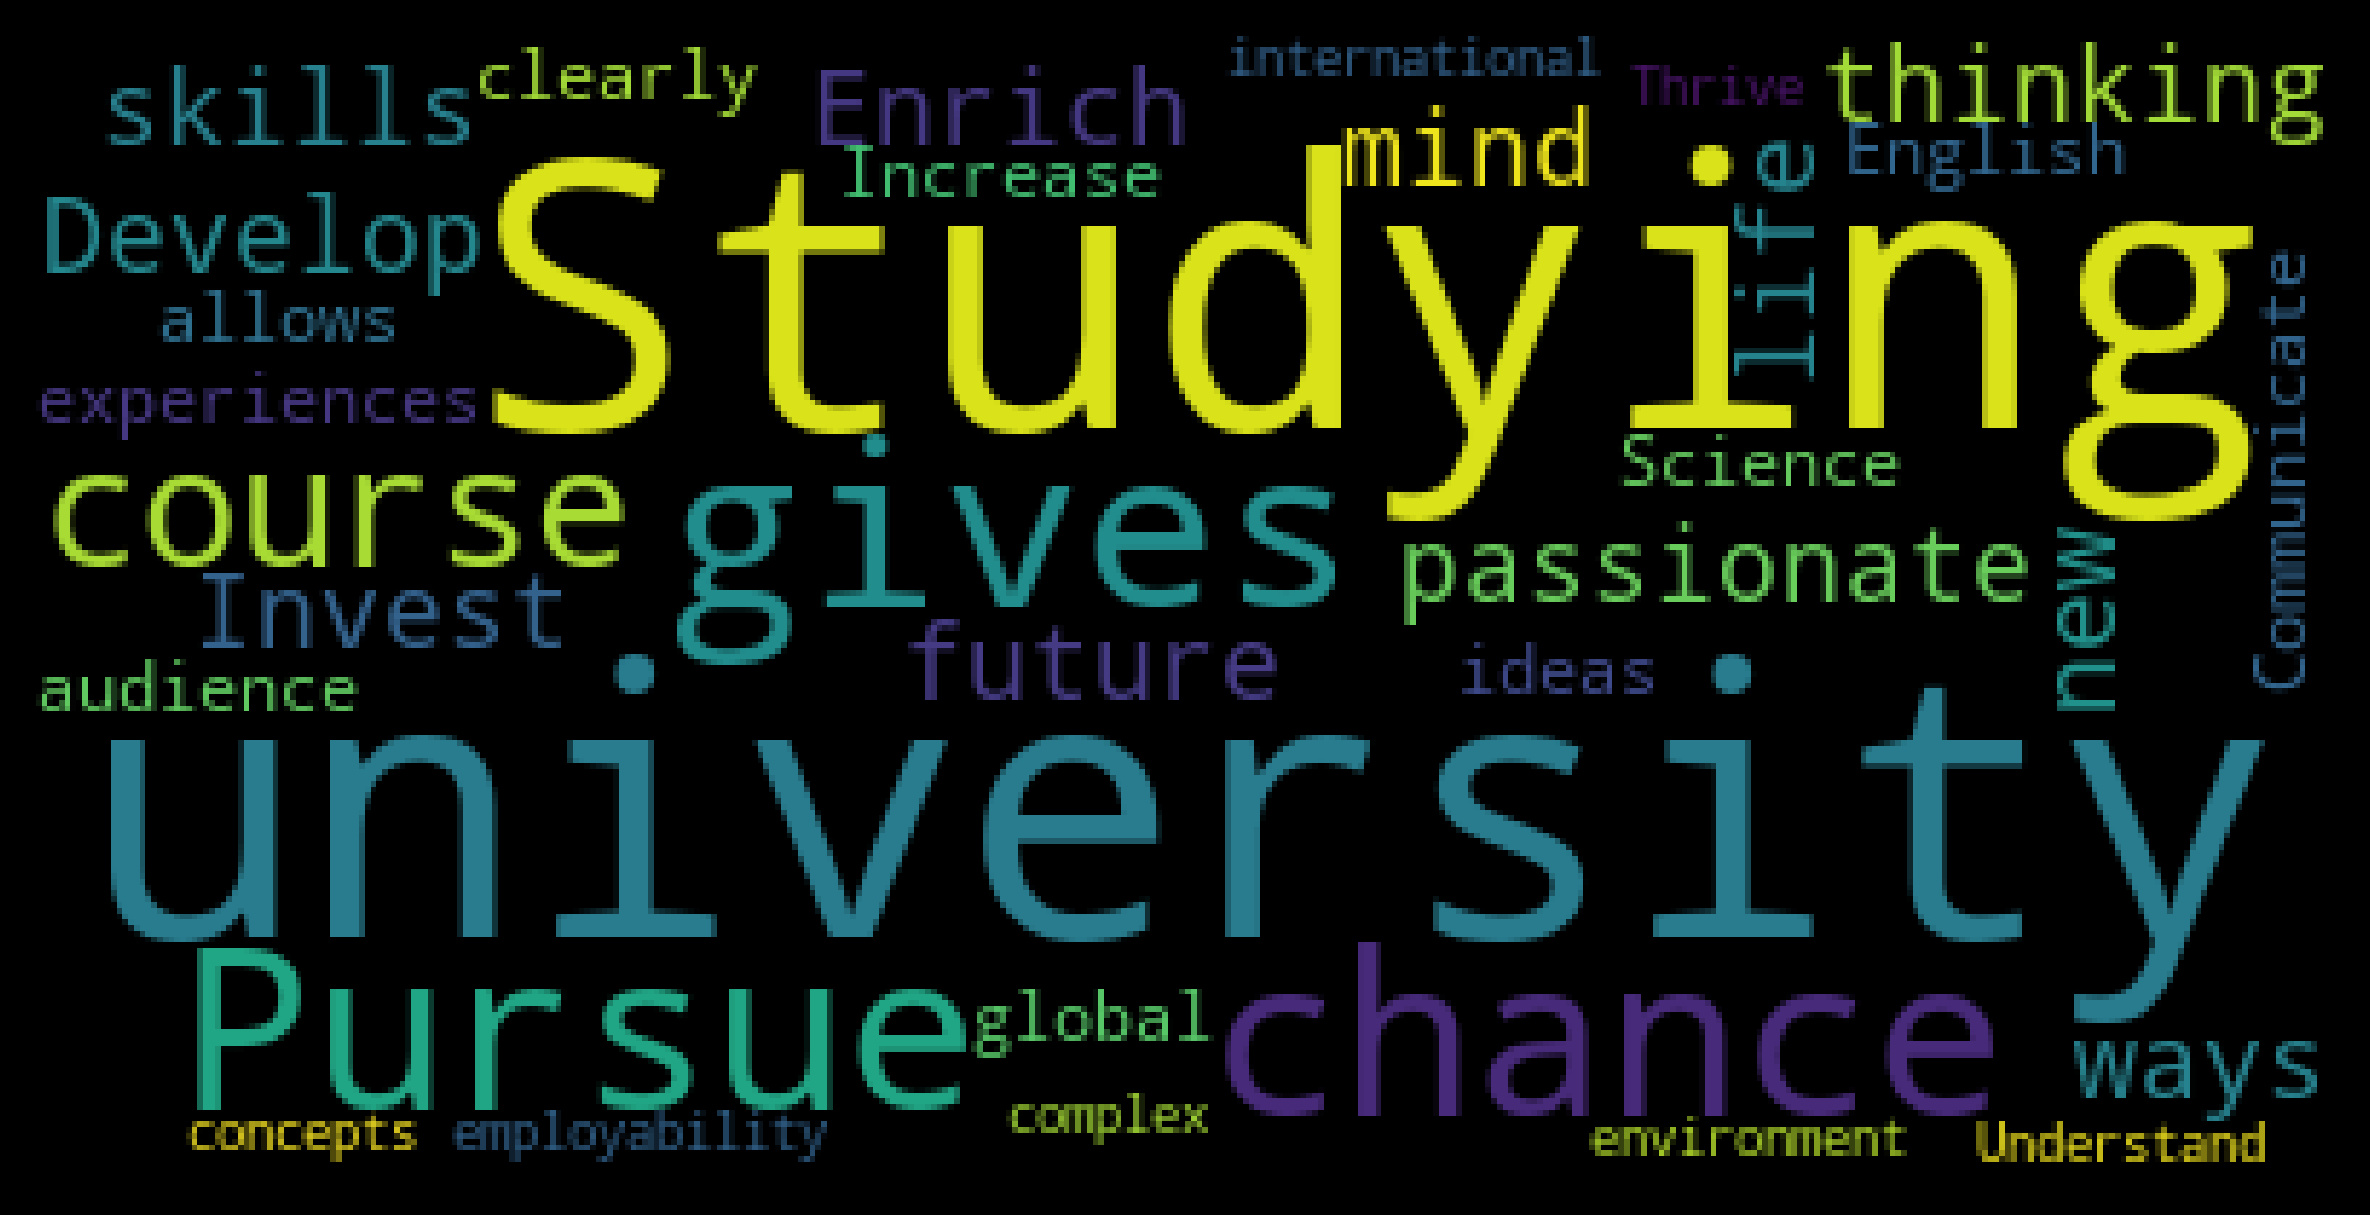 international
clearly
Thrive
thinking
skills
Enrich
mind
English
Increase
life
Develop
Studying
allows
Communicate
experiences
Science
course
gives
passionate
new
Invest
future
ideas
audience
university
Pursue
global
chance
ways
complex
concepts
employability
environment
Understand